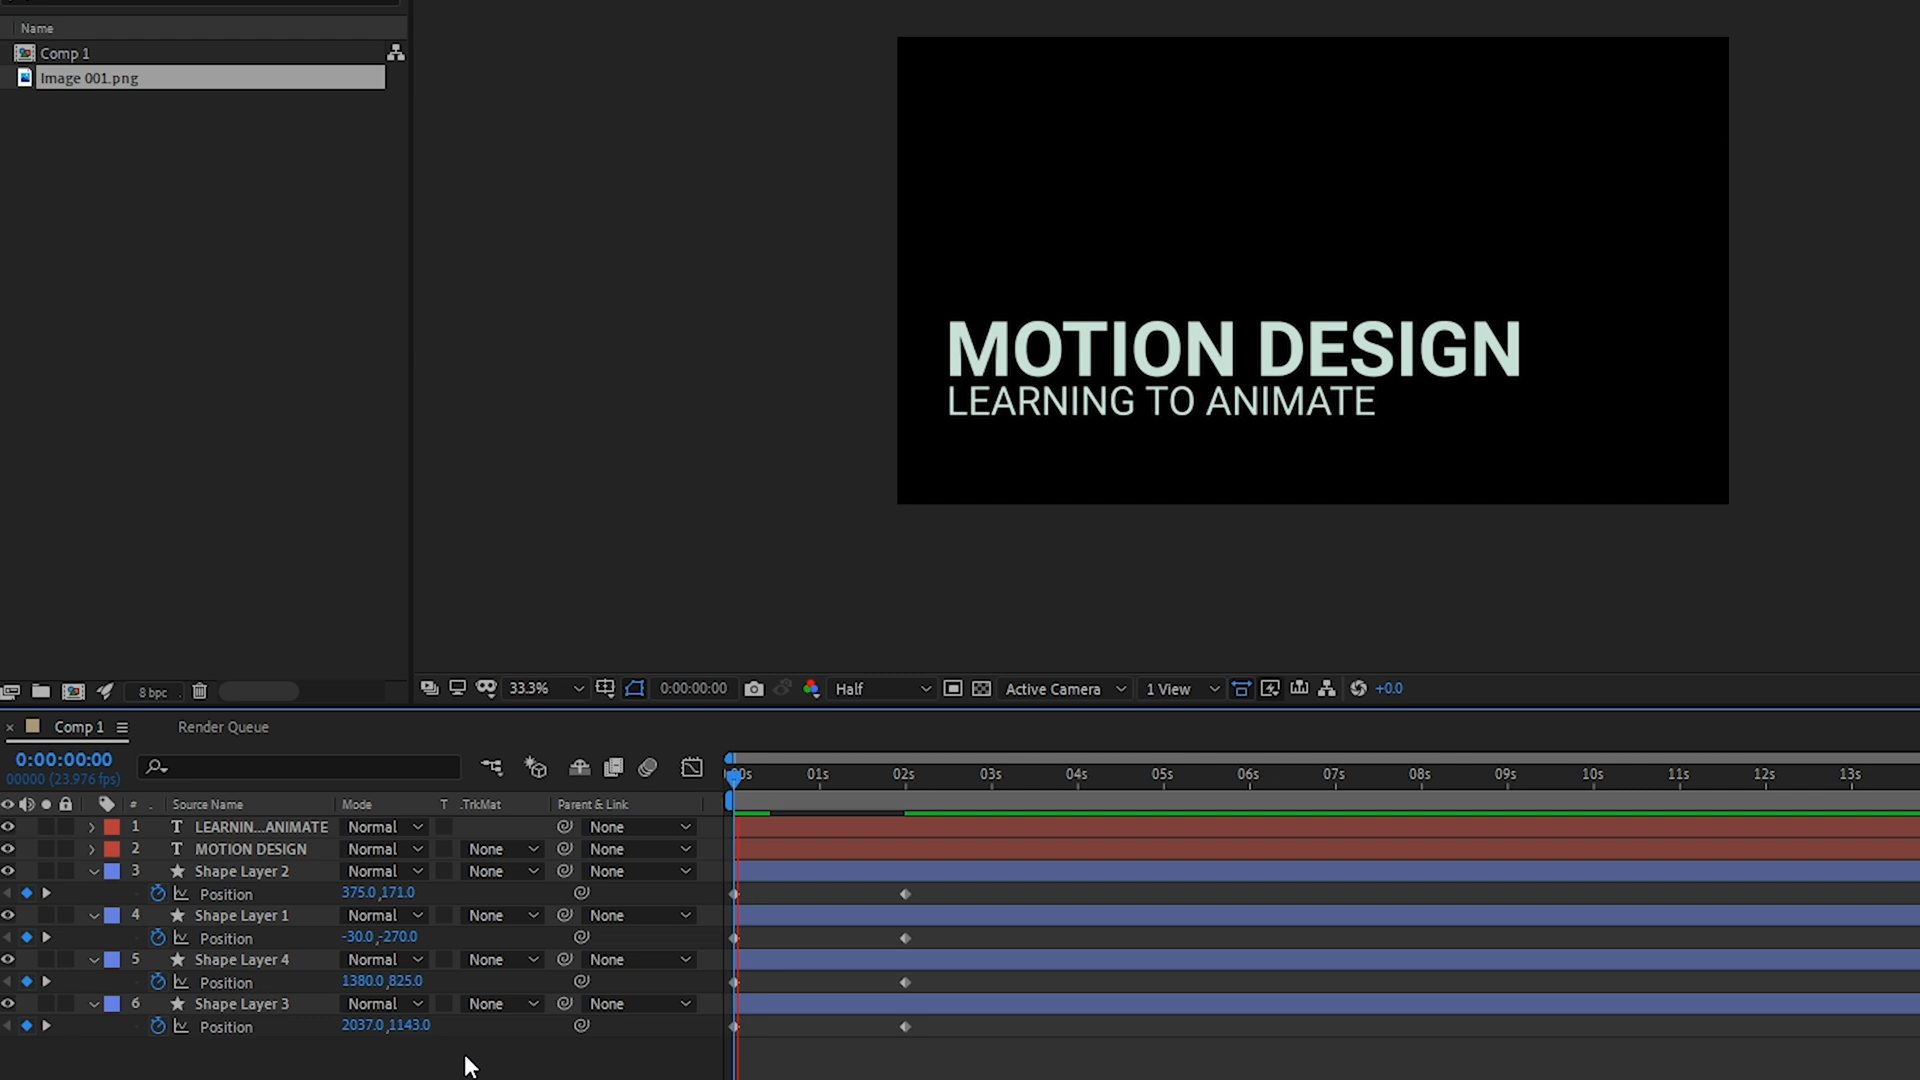 Name
Comp 1
Image 001.png
MOTION DESIGN
LEARNING TO ANIMATE
8 bpc
33.3%
0:00:00:00
Half
Active Camera
1 View
+0.0
Comp 1
Render Queue
0:00:00:00
00000 (23.976 fps)
01s 02s 03s 04s 05s 06s 07s 08s 09s 10s 11s 12s 13s
# . Source Name Mode T .TrkMat Parent & Link
1 T LEARNIN...ANIMATE Normal None
2 T MOTION DESIGN Normal None None
3 Shape Layer 2 Normal None None
Position 375.0,171.0
4 Shape Layer 1 Normal None None
Position -30.0,-270.0
5 Shape Layer 4 Normal None None
Position 1380.0,825.0
6 Shape Layer 3 Normal None None
Position 2037.0,1143.0